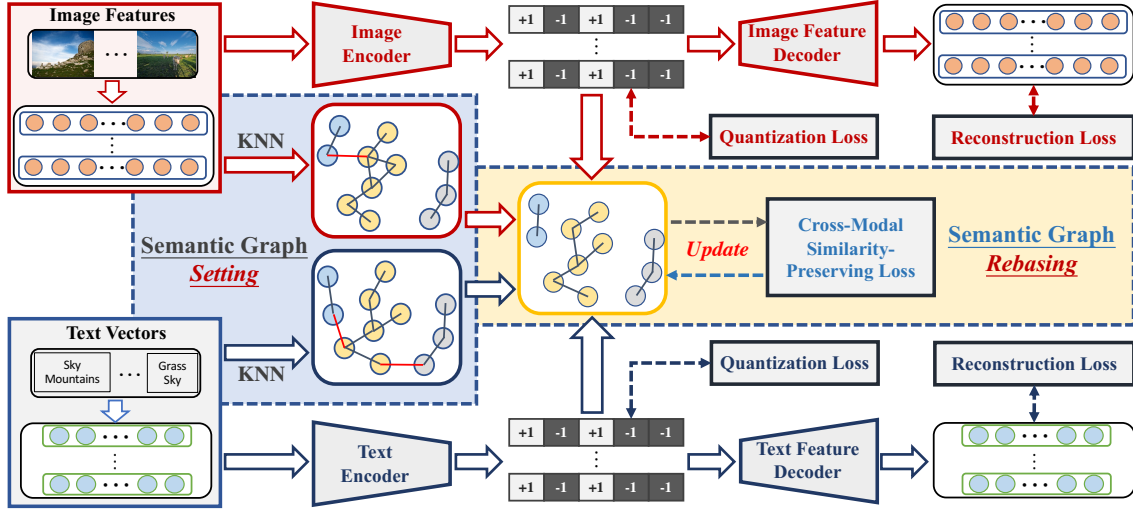 Image Features
...
Image
Encoder
+1 -1 +1 -1 -1
...
+1 -1 +1 -1 -1
Image Feature
Decoder
...
...
...
Quantization Loss
Reconstruction Loss
...
...
...
KNN
Semantic Graph
Setting
Update
Cross-Modal
Similarity-
Preserving Loss
Semantic Graph
Rebasing
Text Vectors
Sky
Mountains
...
Grass
Sky
KNN
Quantization Loss
Reconstruction Loss
...
...
...
Text
Encoder
+1 -1 +1 -1 -1
...
+1 -1 +1 -1 -1
Text Feature
Decoder
...
...
...